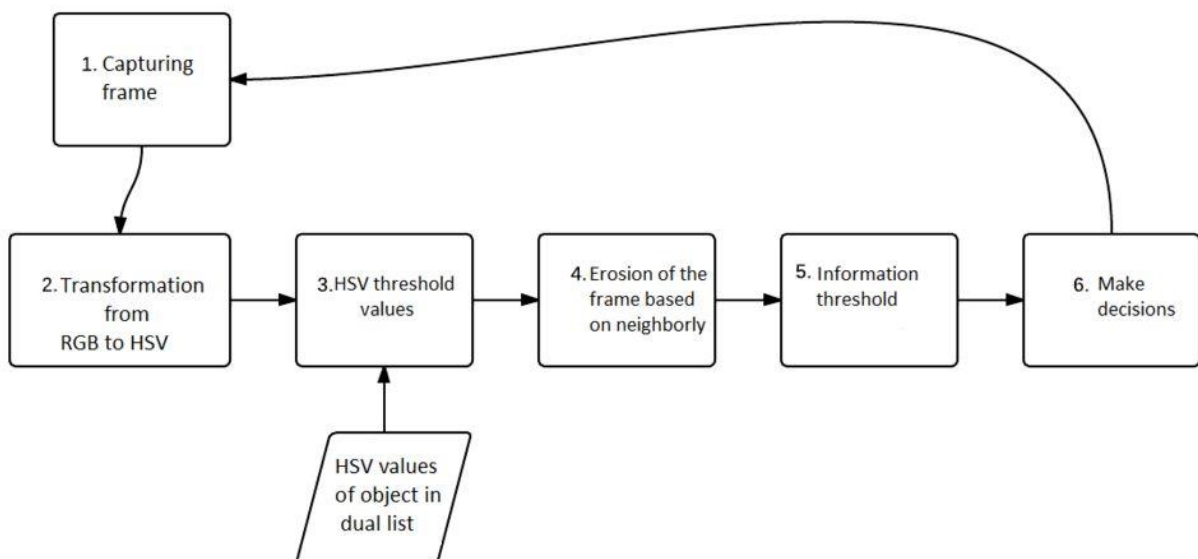 1. Capturing
frame
2. Transformation
from
RGB to HSV
3. HSV threshold
values
4. Erosion of the
frame based
on neighborly
5. Information
threshold
6. Make
decisions
HSV values
of object in
dual list